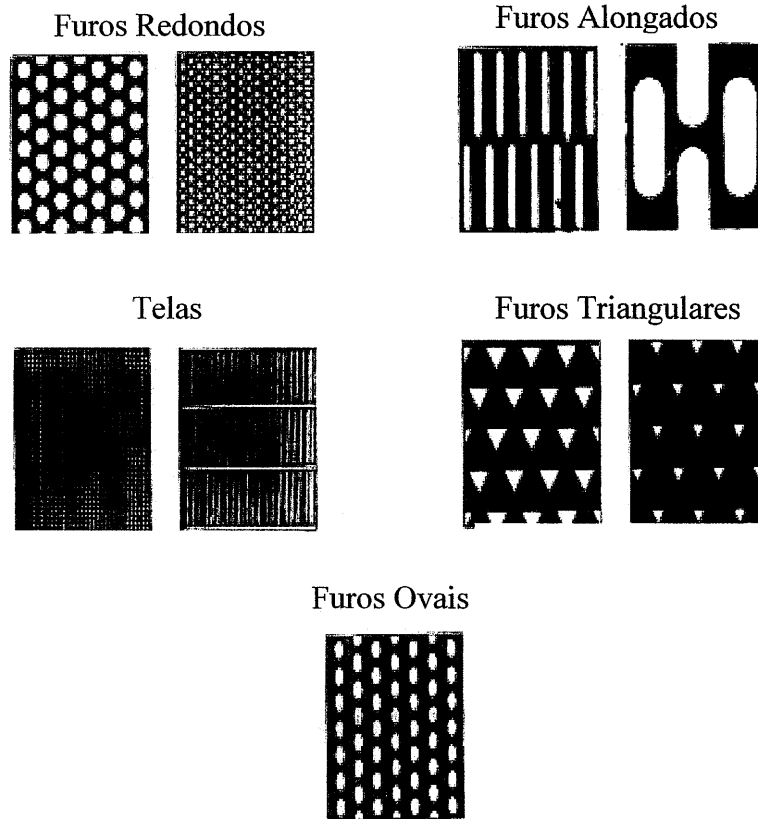 Furos Redondos
Furos Alongados
Telas
Furos Triangulares
Furos Ovais